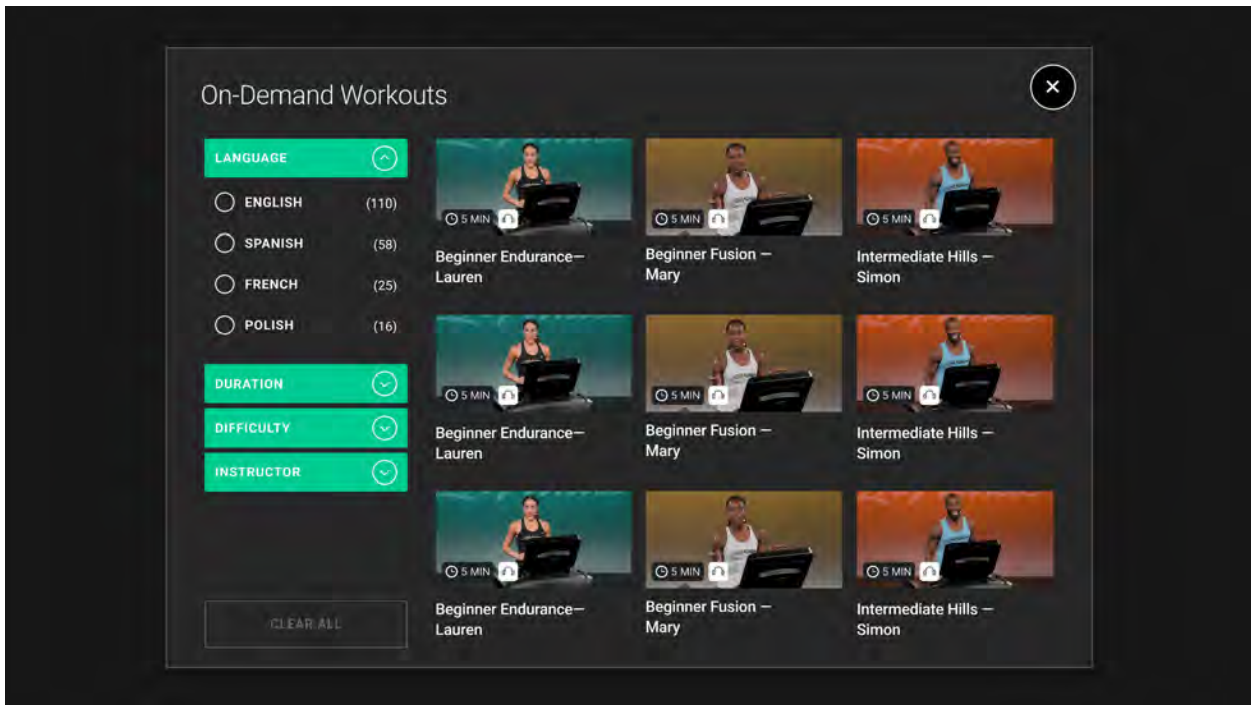 On-Demand Workouts
LANGUAGE
ENGLISH (110)
SPANISH (58)
FRENCH (25)
POLISH (16)
DURATION
DIFFICULTY
INSTRUCTOR
CLEAR ALL
5 MIN
Beginner Endurance—
Lauren
5 MIN
Beginner Fusion —
Mary
5 MIN
Intermediate Hills —
Simon
5 MIN
Beginner Endurance—
Lauren
5 MIN
Beginner Fusion —
Mary
5 MIN
Intermediate Hills —
Simon
5 MIN
Beginner Endurance—
Lauren
5 MIN
Beginner Fusion —
Mary
5 MIN
Intermediate Hills —
Simon